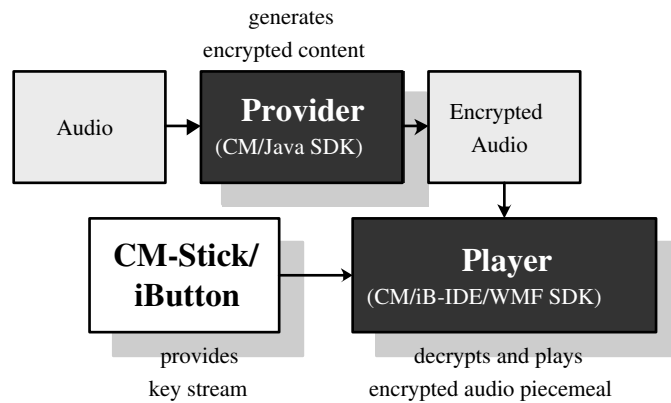 generates
encrypted content
Audio
Provider
(CM/Java SDK)
Encrypted
Audio
CM-Stick/
iButton
Player
(CM/iB-IDE/WMF SDK)
provides
key stream
decrypts and plays
encrypted audio piecemeal